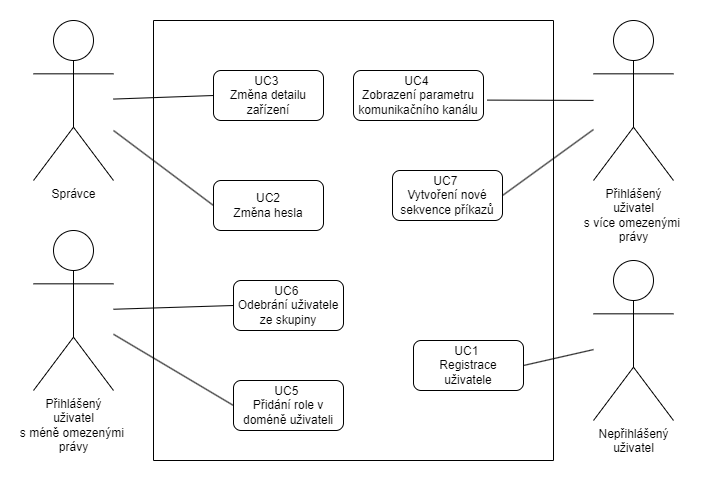 UC3
Změna detailu
zařízení
UC4
Zobrazení parametru
komunikačního kanálu
UC2
Změna hesla
UC7
Vytvoření nové
sekvence příkazů
Správce
Přihlášený
uživatel
s více omezenými
právy
UC6
Odebrání uživatele
ze skupiny
UC1
Registrace
uživatele
UC5
Přidání role v
doméně uživateli
Přihlášený
uživatel
s méně omezenými
právy
Nepřihlášený
uživatel